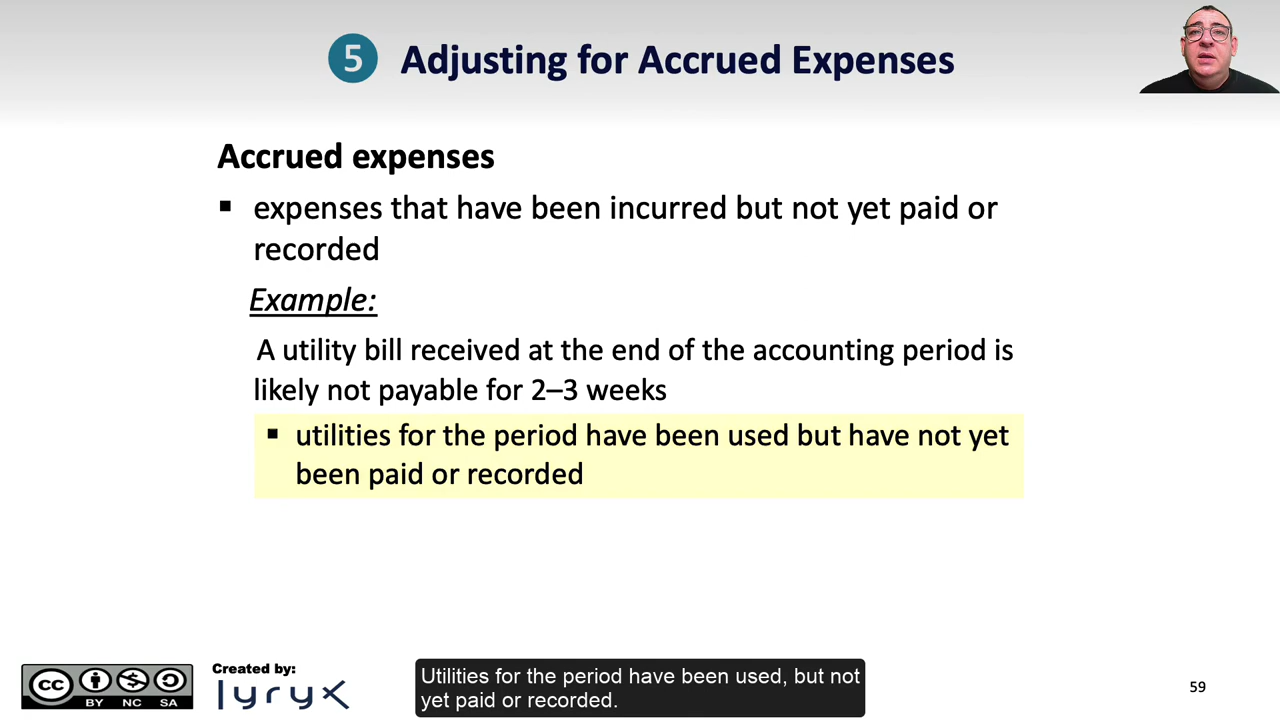 5 Adjusting for Accrued Expenses
Accrued expenses
▪ expenses that have been incurred but not yet paid or
recorded
Example:
A utility bill received at the end of the accounting period is
likely not payable for 2–3 weeks
▪ utilities for the period have been used but have not yet
been paid or recorded
cc BY NC SA
Created by:
lyryx
Utilities for the period have been used, but not
yet paid or recorded.
59